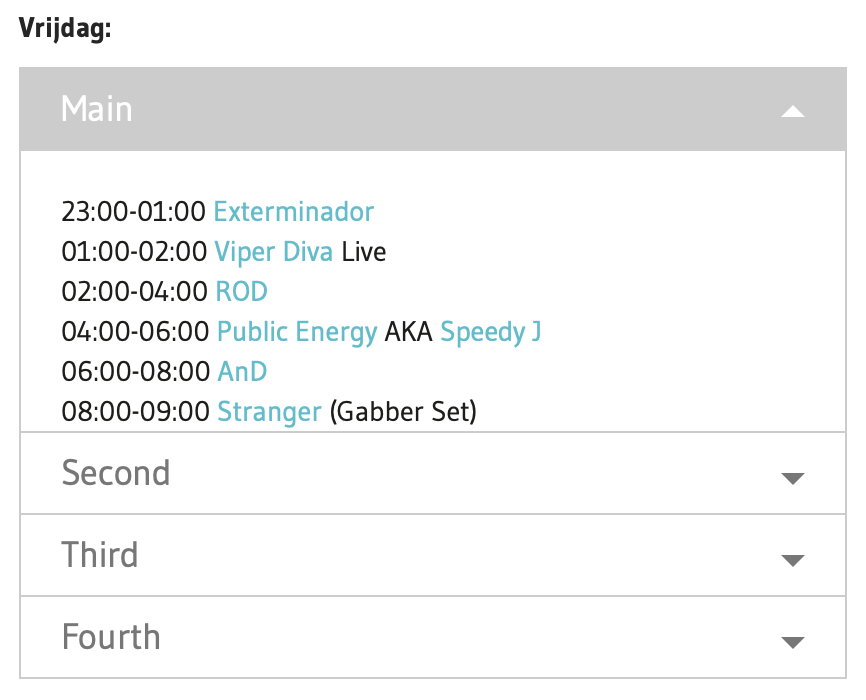 Vrijdag:
Main
23:00-01:00 Exterminador
01:00-02:00 Viper Diva Live
02:00-04:00 ROD
04:00-06:00 Public Energy AKA Speedy J
06:00-08:00 AnD
08:00-09:00 Stranger (Gabber Set)
Second
Third
Fourth